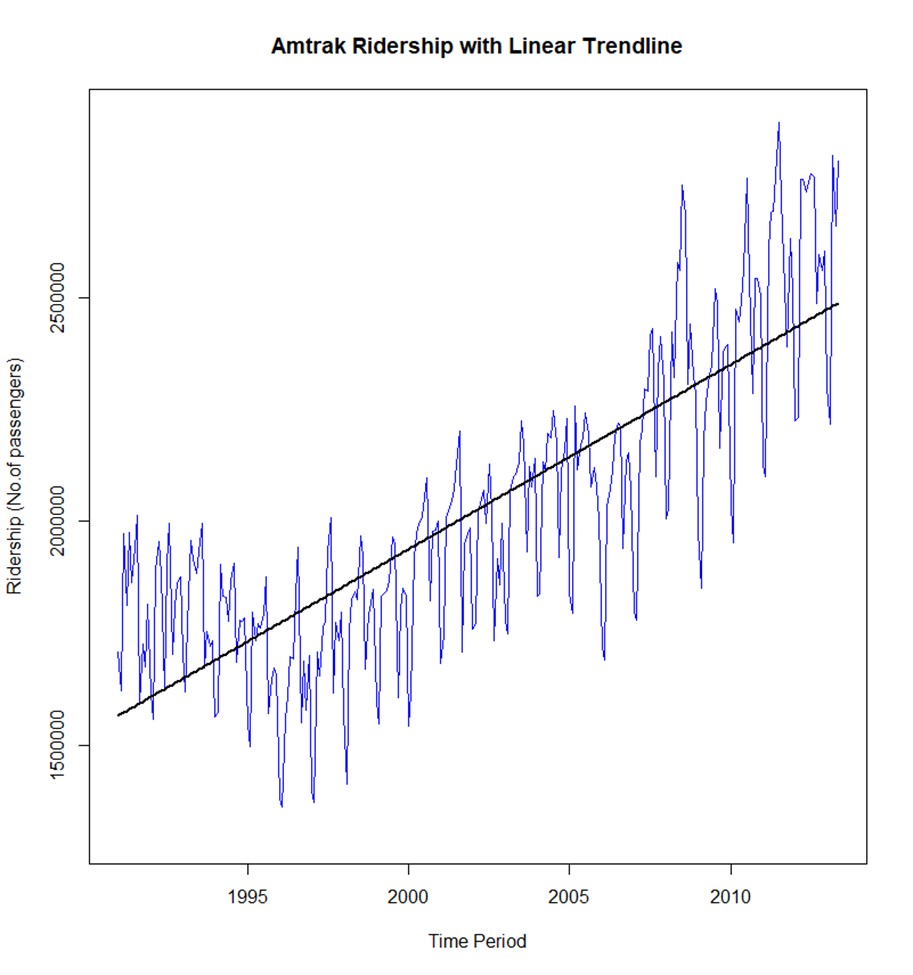 Amtrak Ridership with Linear Trendline
Ridership (No.of passengers)
2500000
2000000
1500000
1995 2000 2005 2010
Time Period